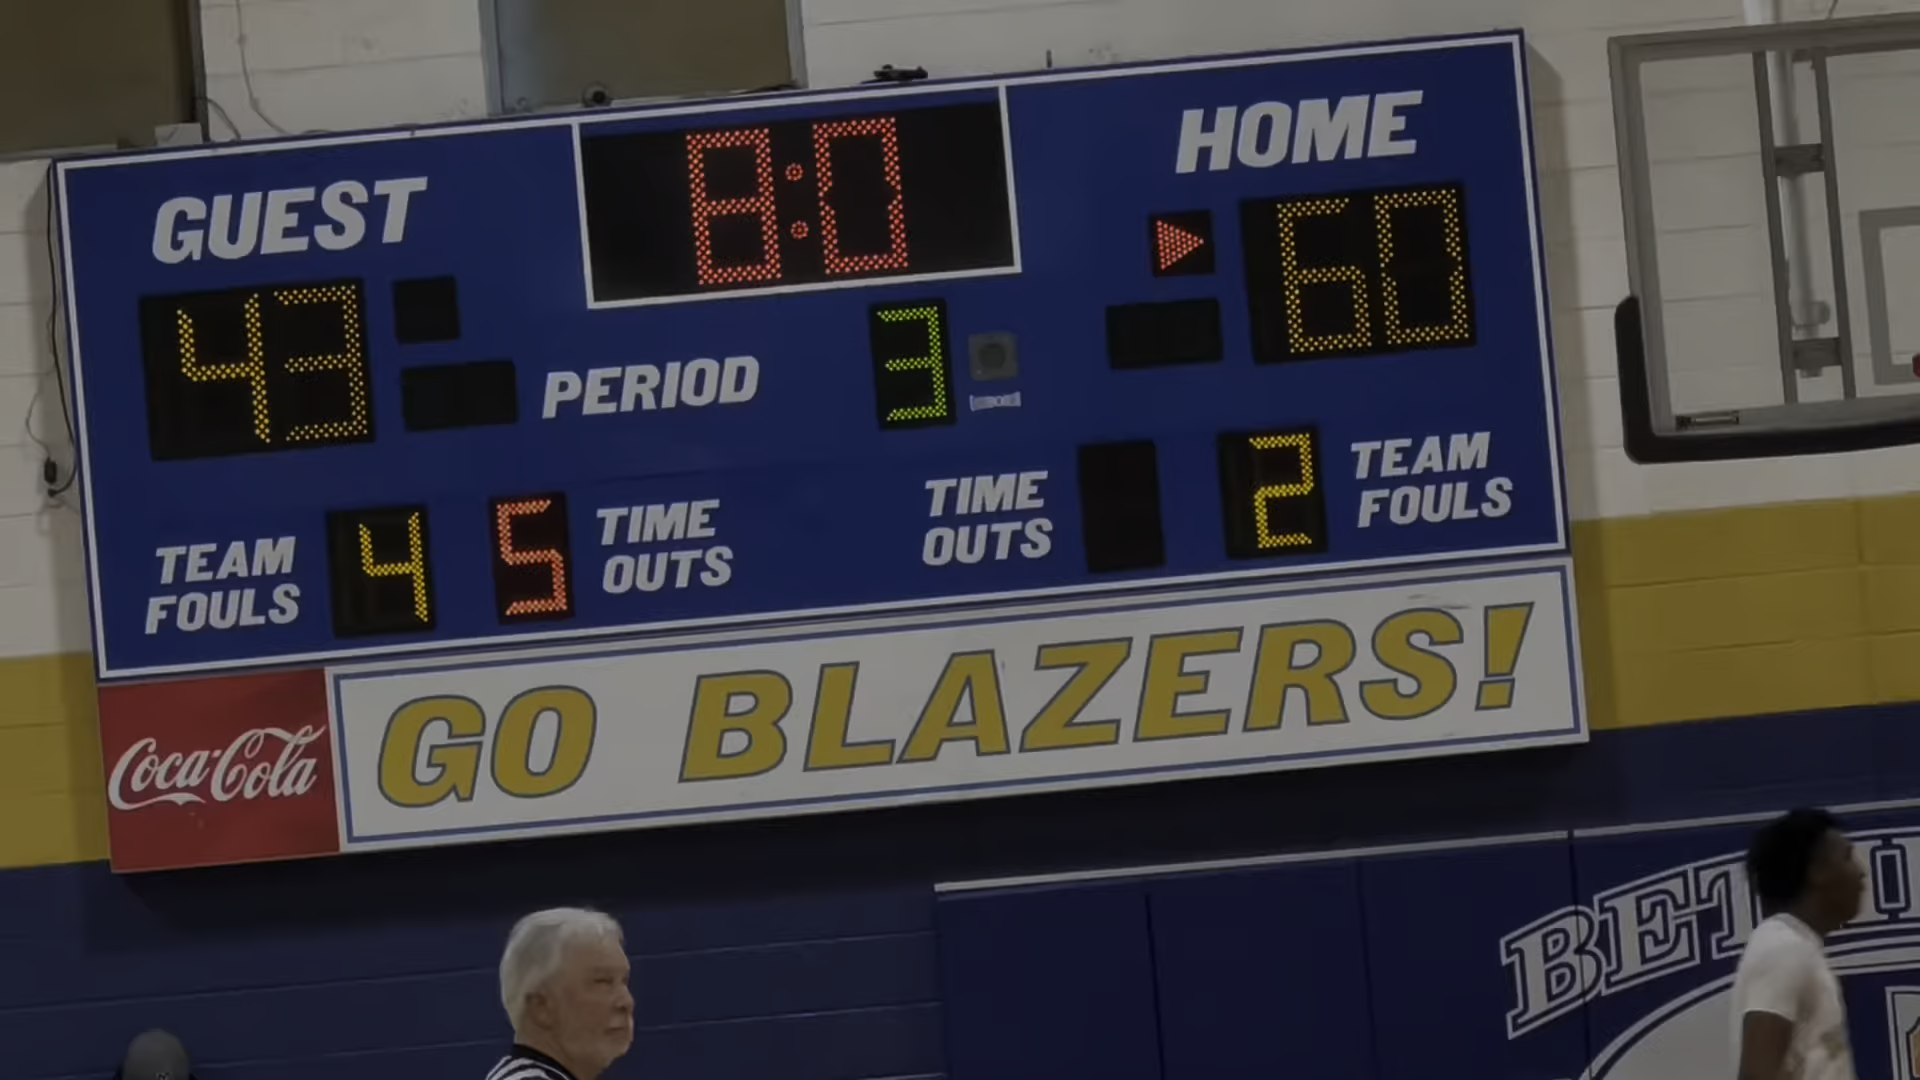 GUEST
8:0
HOME
43
60
PERIOD 3
TEAM FOULS 4
5 TIME OUTS
TIME OUTS
2 TEAM FOULS
Coca-Cola
GO BLAZERS!